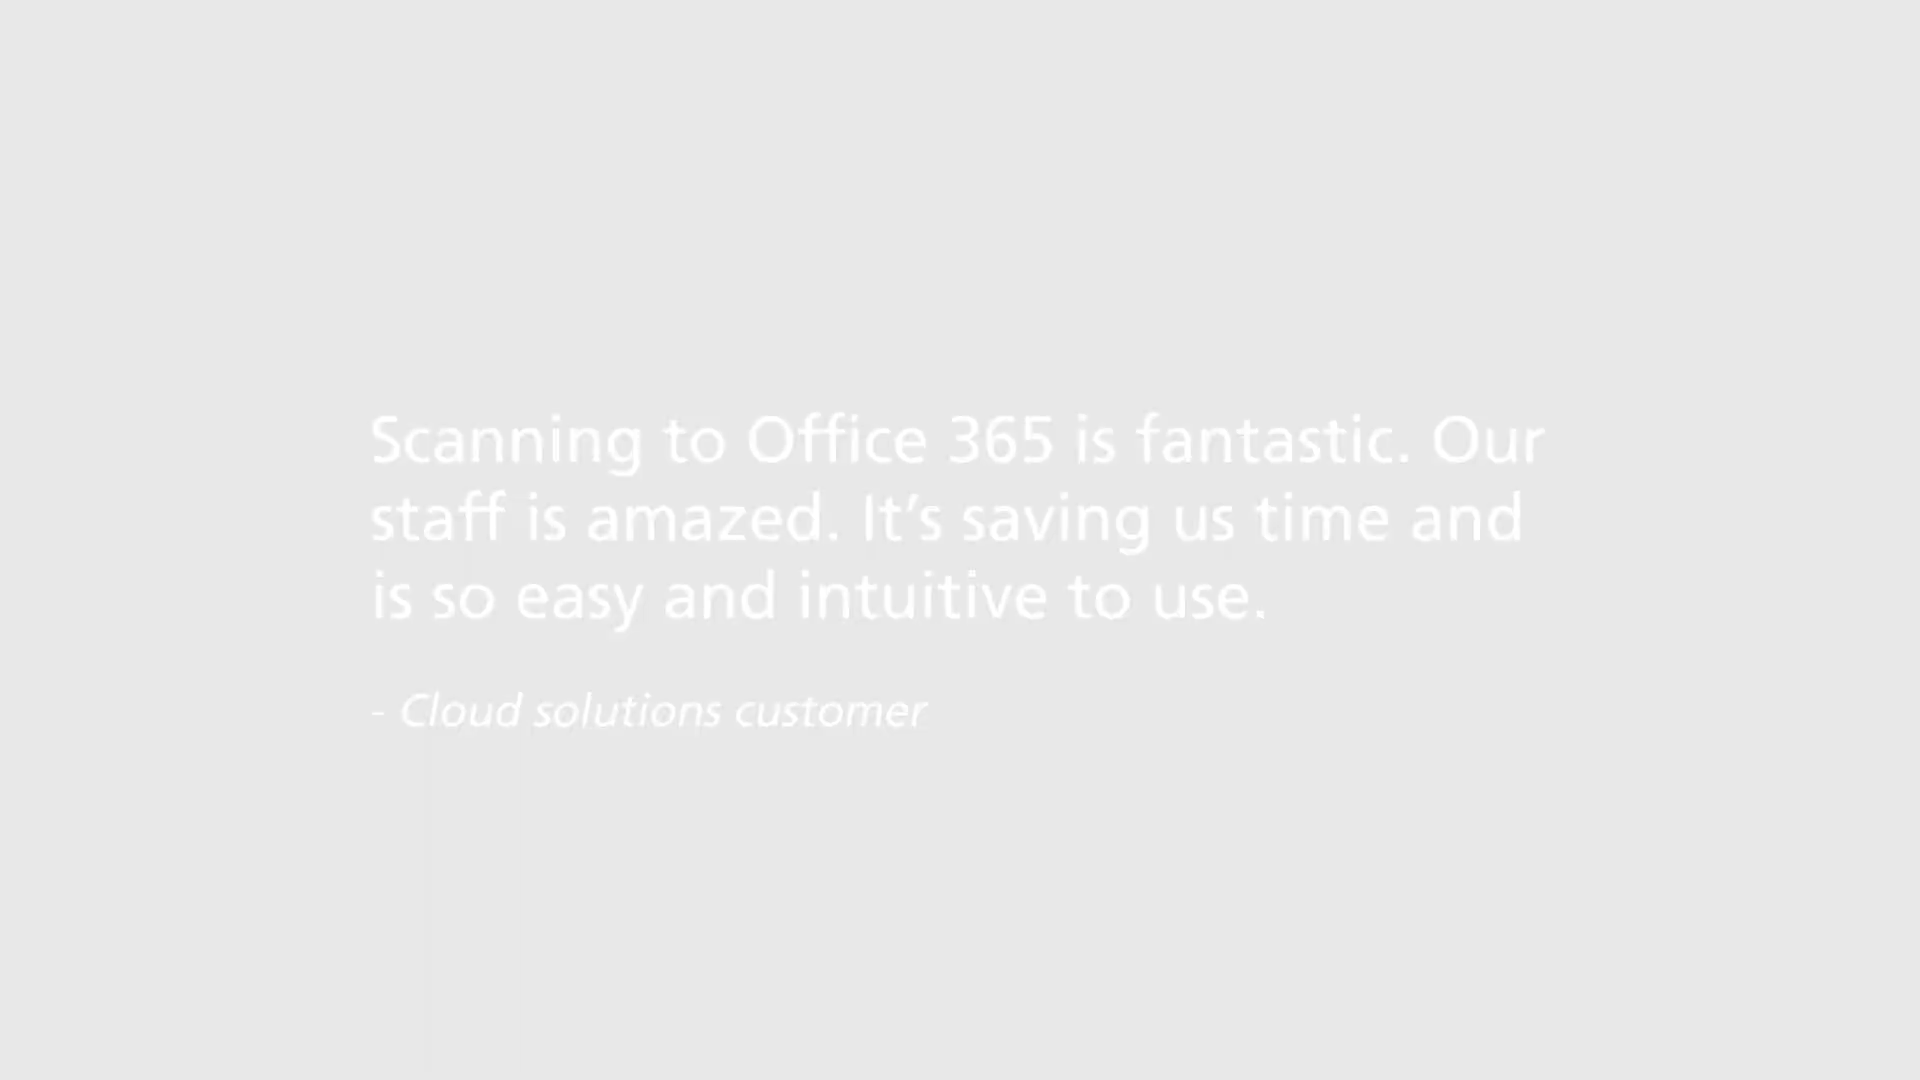 Scanning to Office 365 is fantastic. Our
staff is amazed. It’s saving us time and
is so easy and intuitive to use.
- Cloud solutions customer